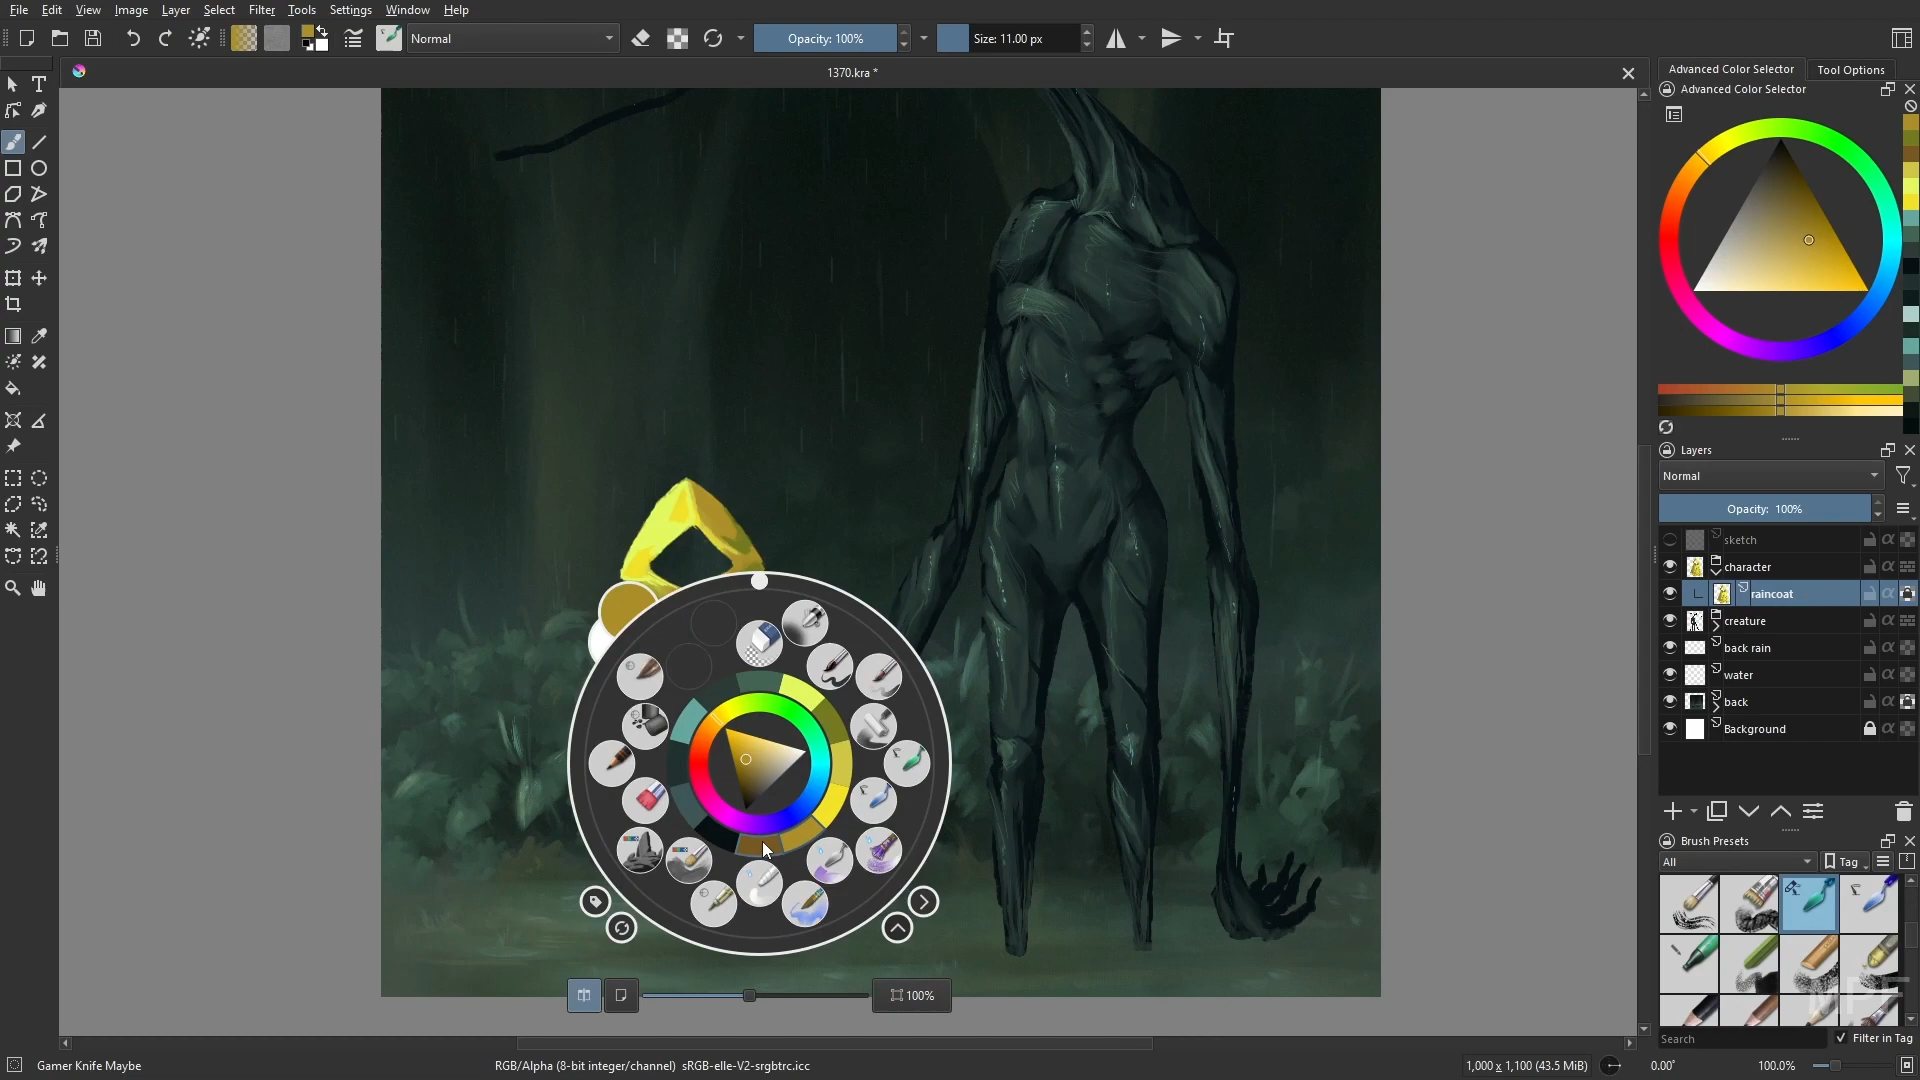 File Edit View Image Layer Select Filter Tools Settings Window Help
Normal
Opacity: 100%
Size: 11.00 px
1370.kra *
Advanced Color Selector
Tool Options
Advanced Color Selector
Layers
Normal
Opacity: 100%
sketch
character
raincoat
creature
back rain
water
back
Background
Brush Presets
All
Tag
MPF
Search
Filter in Tag
100%
Gamer Knife Maybe
RGB/Alpha (8-bit integer/channel) sRGB-elle-V2-srgbtrc.icc
1,000 x 1,100 (43.5 MiB)
0.00°
100.0%